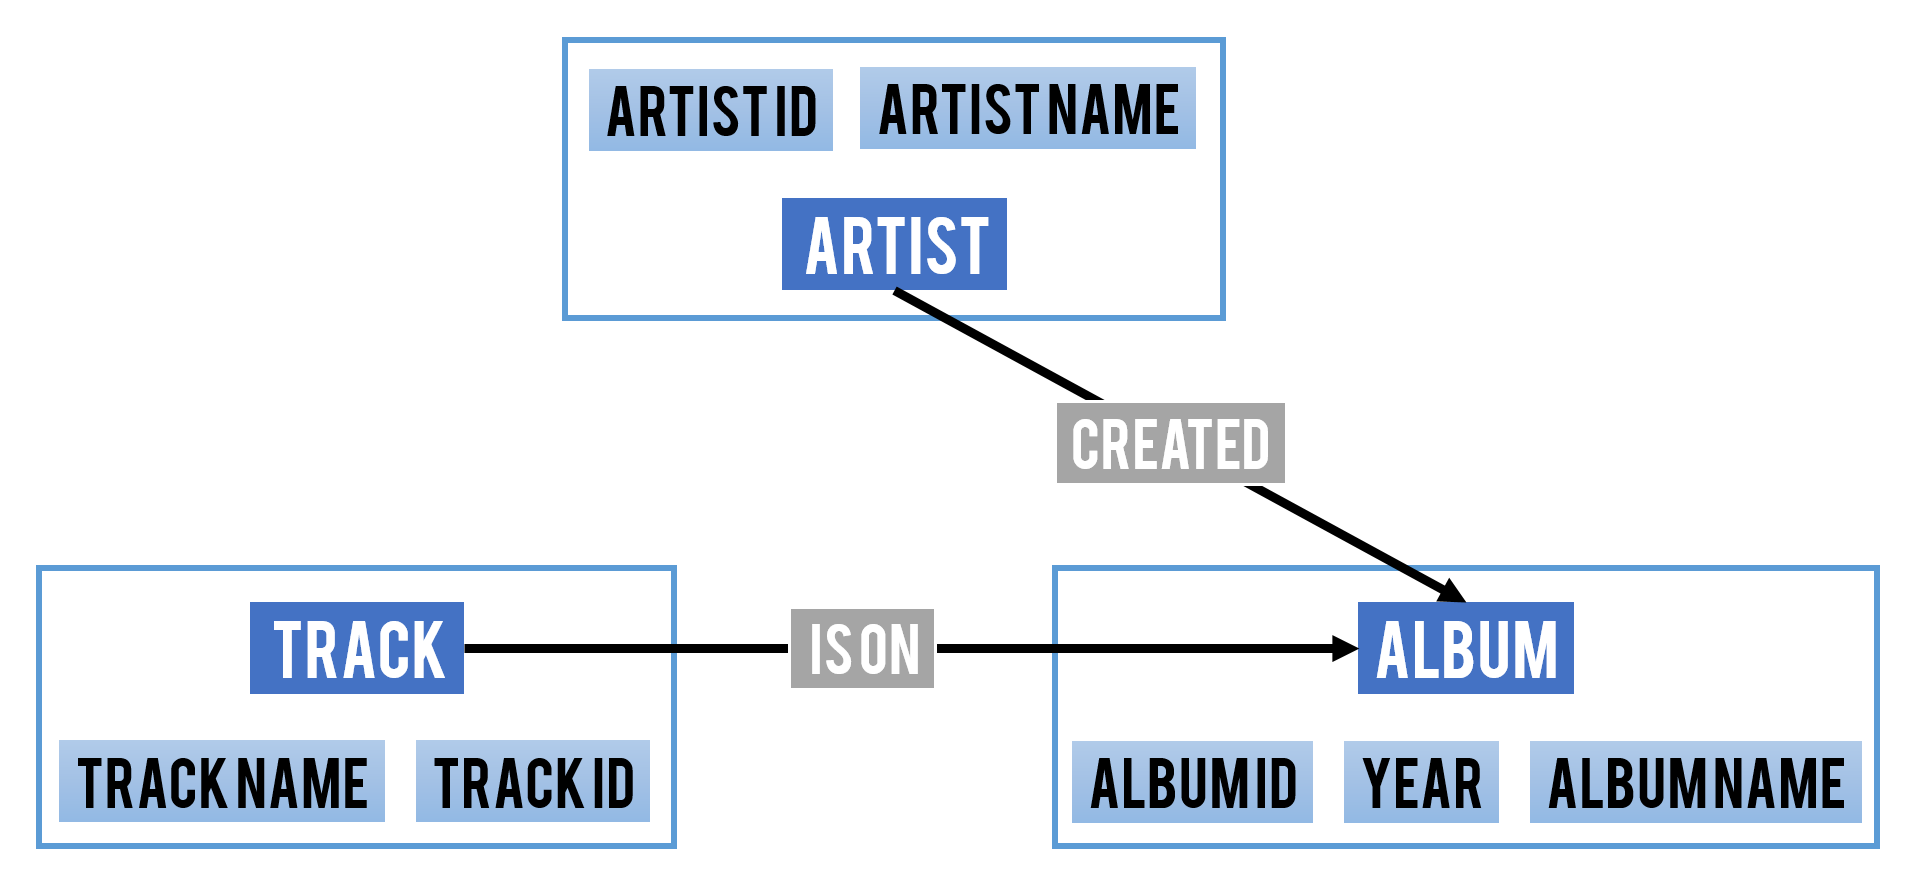 ARTIST ID ARTIST NAME
ARTIST
CREATED
TRACK IS ON ALBUM
TRACK NAME TRACK ID ALBUM ID YEAR ALBUM NAME